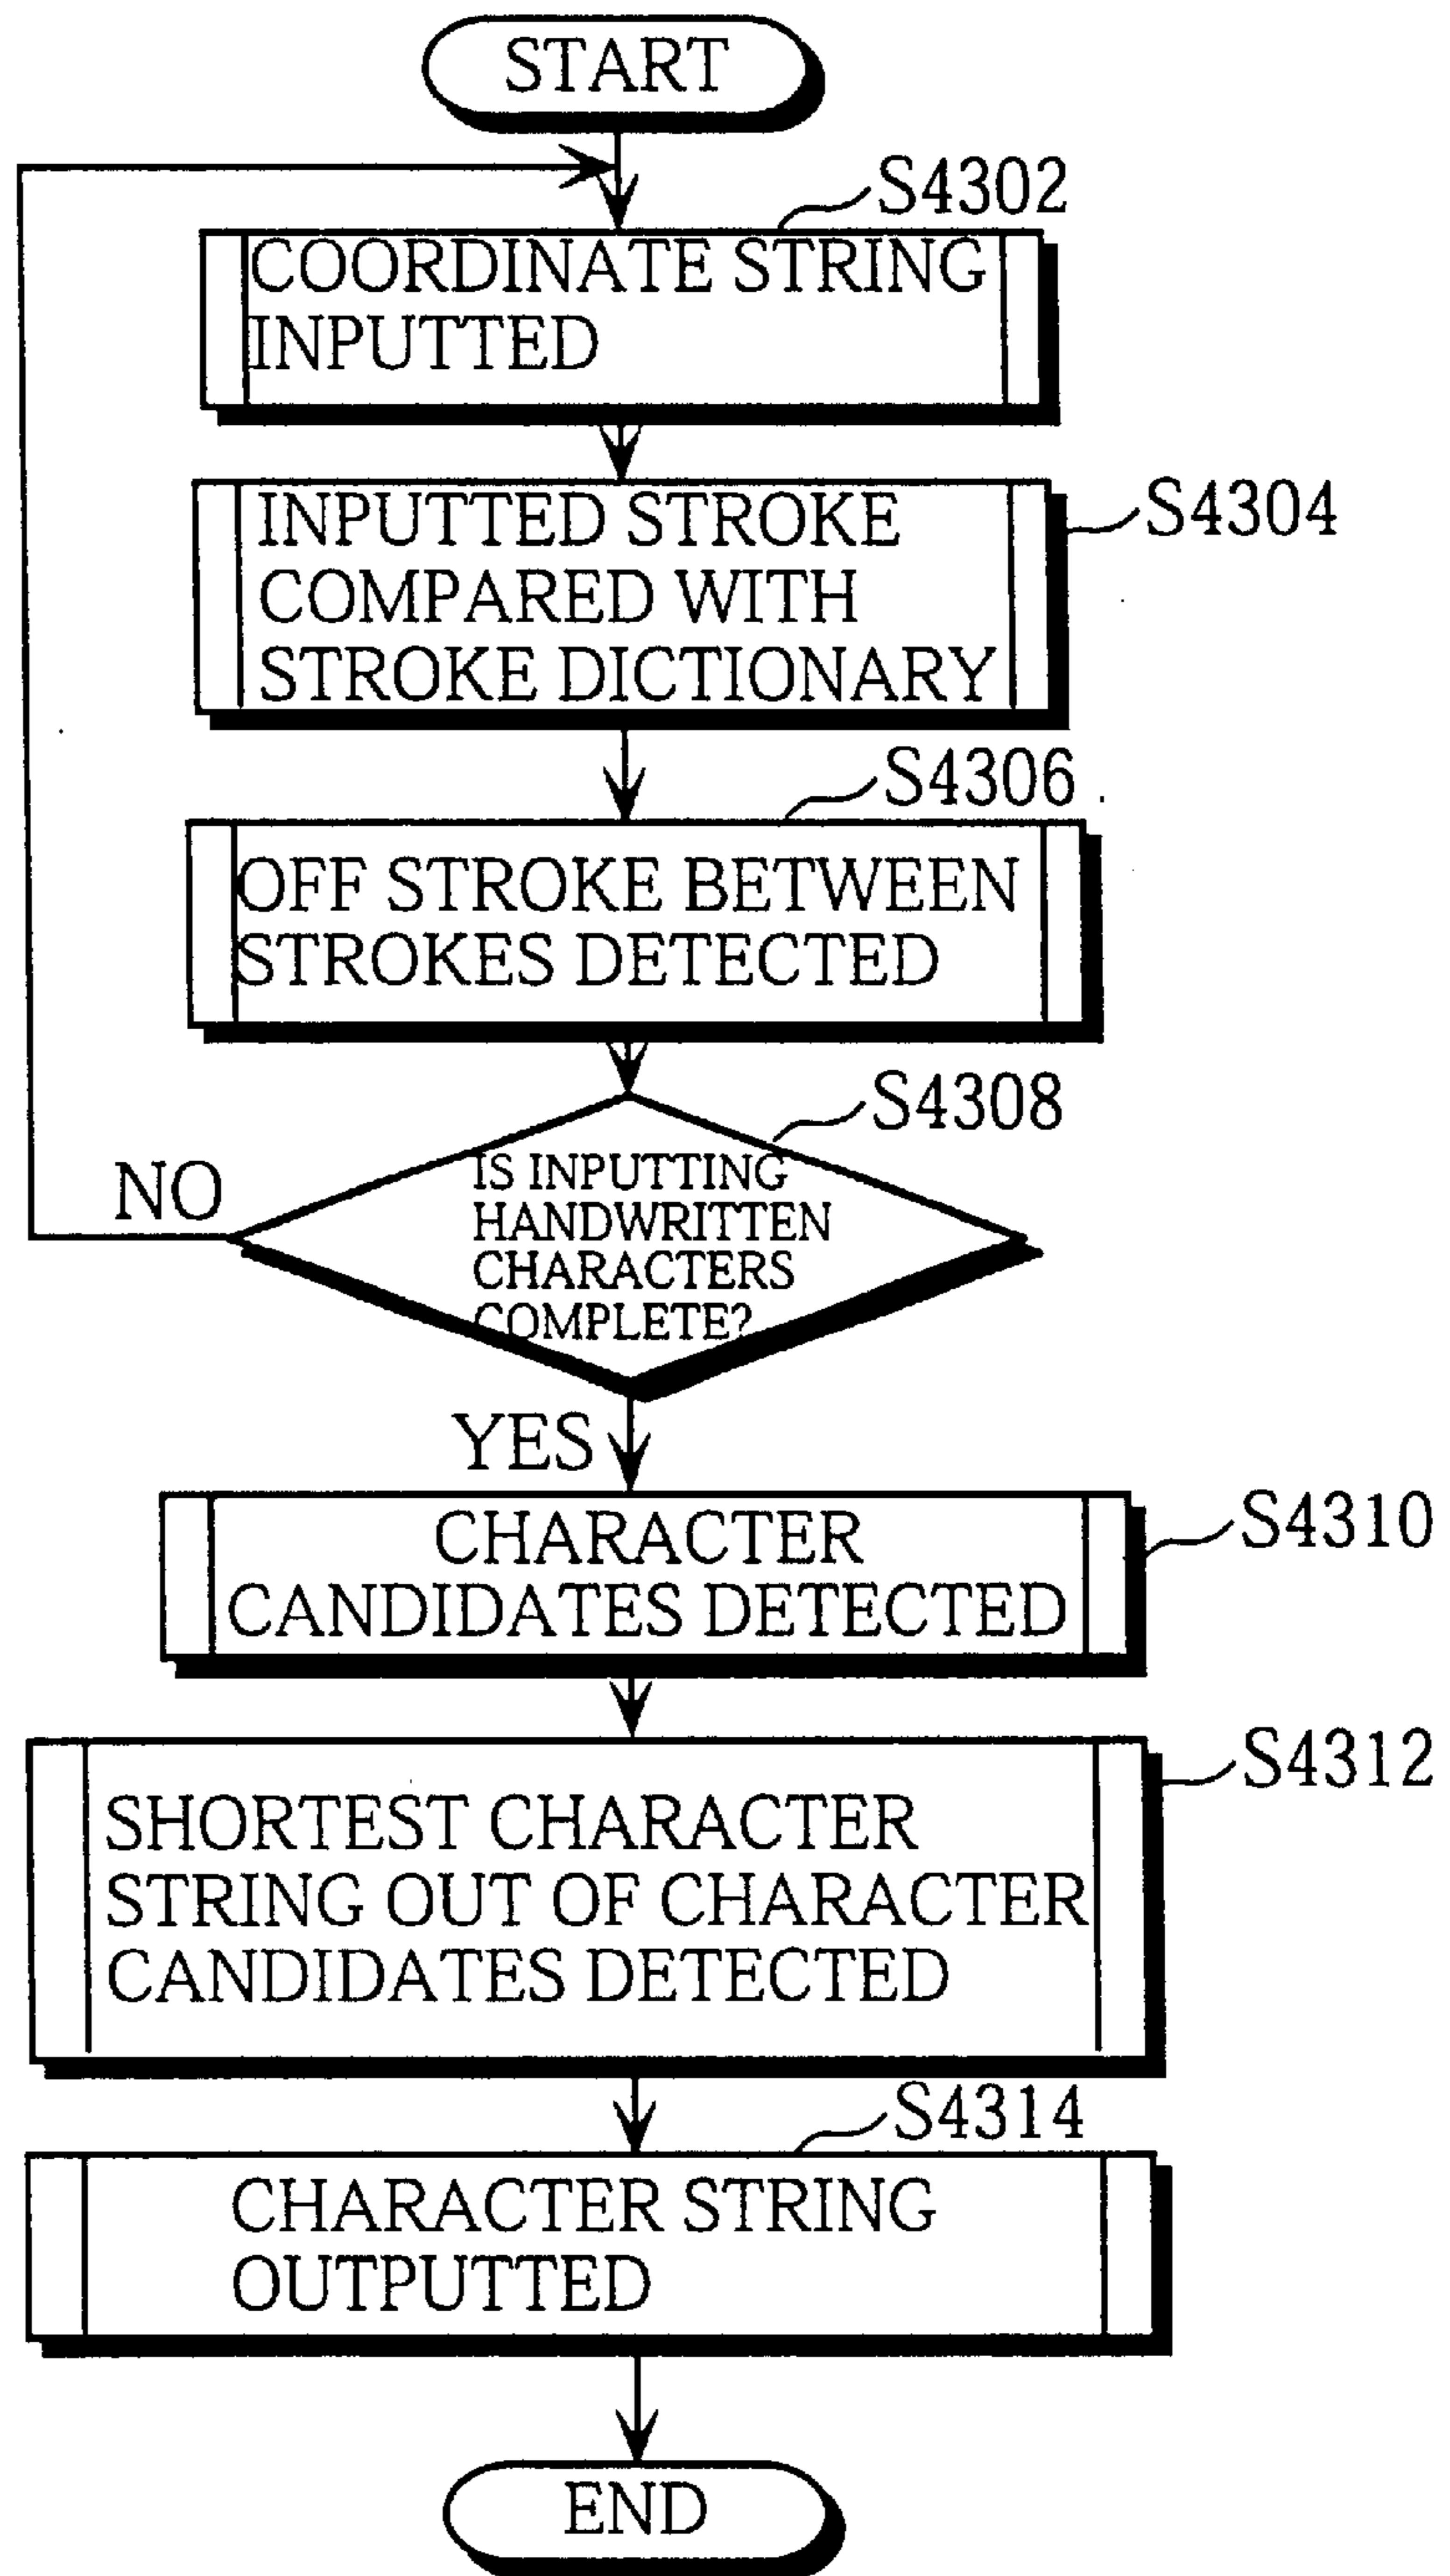 START
S4302
COORDINATE STRING
INPUTTED
S4304
INPUTTED STROKE
COMPARED WITH
STROKE DICTIONARY
S4306
OFF STROKE BETWEEN
STROKES DETECTED
S4308
NO
IS INPUTTING
HANDWRITTEN
CHARACTERS
COMPLETE?
YES
CHARACTER
CANDIDATES DETECTED
S4310
S4312
SHORTEST CHARACTER
STRING OUT OF CHARACTER
CANDIDATES DETECTED
S4314
CHARACTER STRING
OUTPUTTED
END